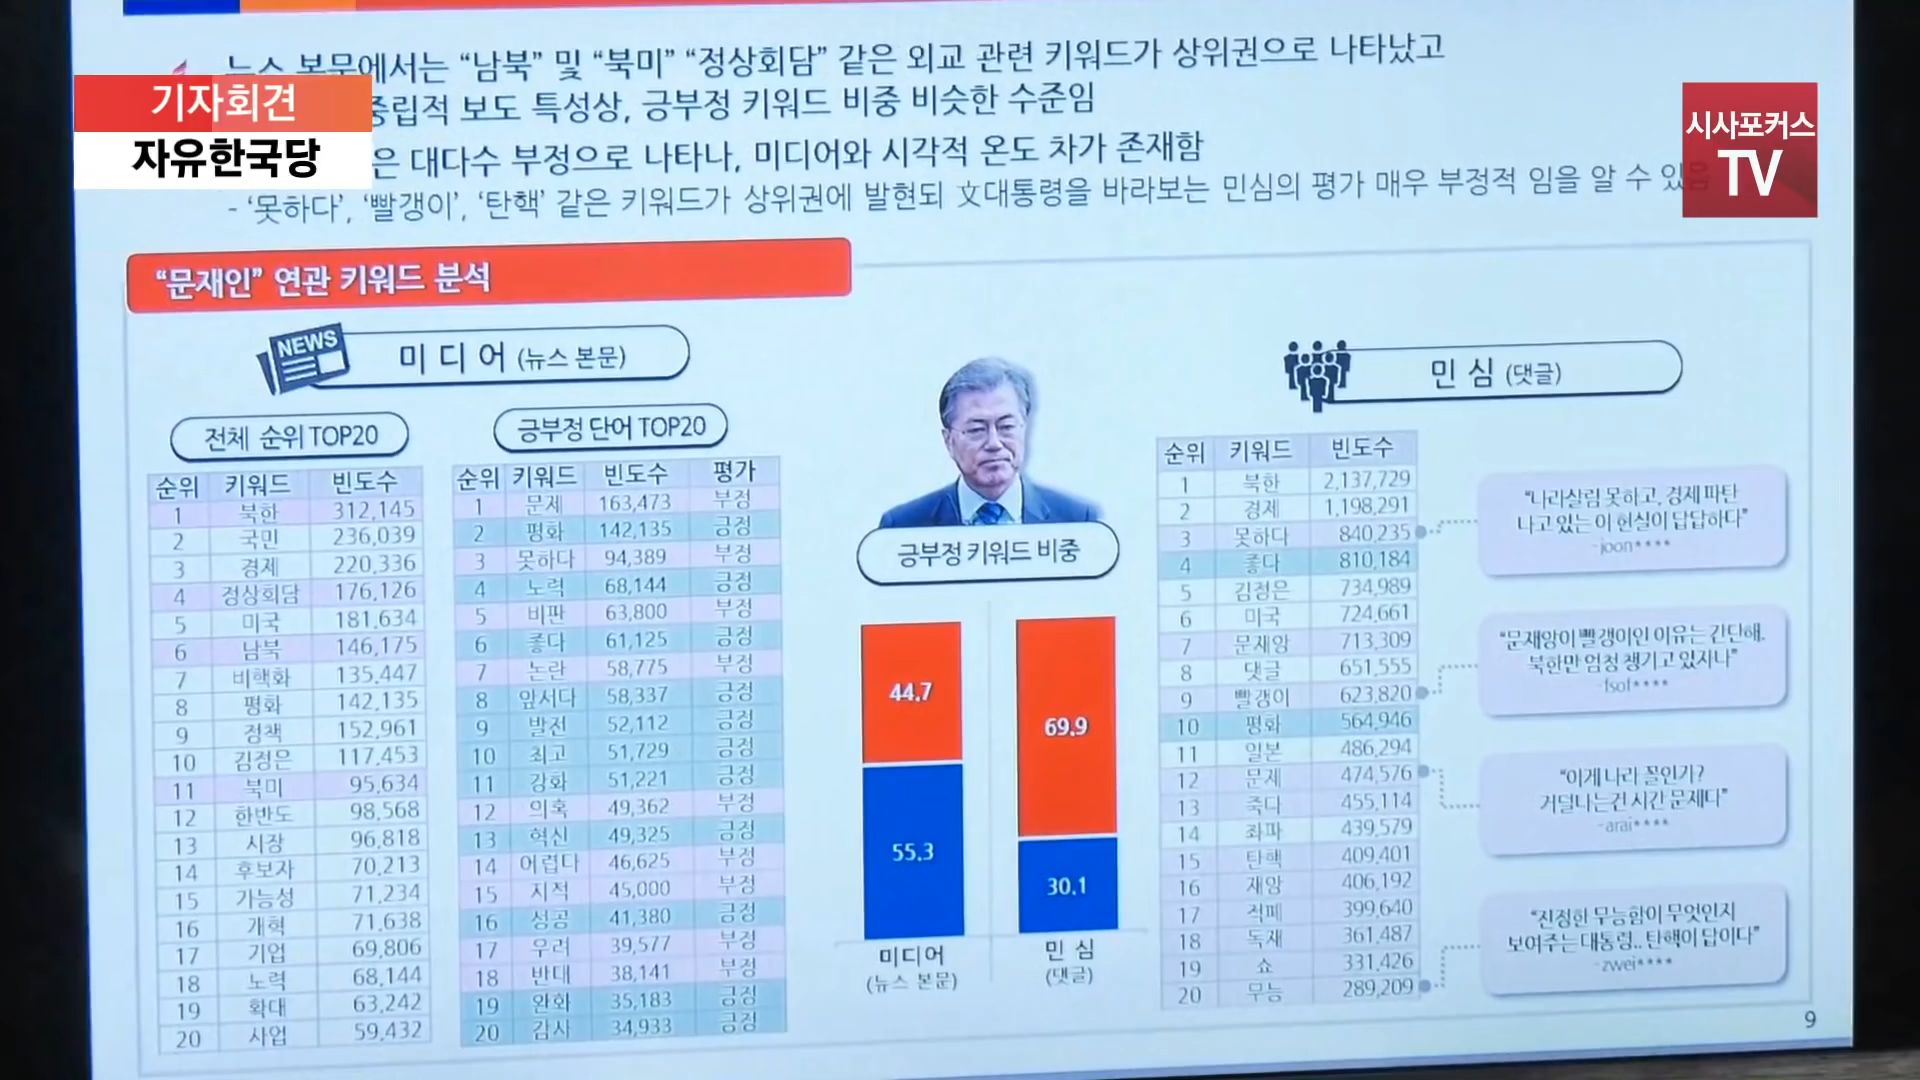 뉴스 본문에서는 “남북” 및 “북미” “정상회담” 같은 외교 관련 키워드가 상위권으로 나타났고
중립적 보도 특성상, 긍부정 키워드 비중 비슷한 수준임
은 대다수 부정으로 나타나, 미디어와 시각적 온도 차가 존재함
- ‘못하다’, ‘빨갱이’, ‘탄핵’ 같은 키워드가 상위권에 발현되 文대통령을 바라보는 민심의 평가 매우 부정적 임을 알 수 있음
기자회견
자유한국당
시사포커스
TV
“문재인” 연관 키워드 분석
NEWS
미 디 어 (뉴스 본문)
전체 순위 TOP20
순위 키워드 빈도수
1 북한 312,145
2 국민 236,039
3 경제 220,336
4 정상회담 176,126
5 미국 181,634
6 남북 146,175
7 비핵화 135,447
8 평화 142,135
9 정책 152,961
10 김정은 117,453
11 북미 95,634
12 한반도 98,568
13 시장 96,818
14 후보자 70,213
15 가능성 71,234
16 개혁 71,638
17 기업 69,806
18 노력 68,144
19 확대 63,242
20 사업 59,432
긍부정 단어 TOP20
순위 키워드 빈도수 평가
1 문제 163,473 부정
2 평화 142,135 긍정
3 못하다 94,389 부정
4 노력 68,144 긍정
5 비판 63,800 부정
6 좋다 61,125 긍정
7 논란 58,775 부정
8 앞서다 58,337 긍정
9 발전 52,112 긍정
10 최고 51,729 긍정
11 강화 51,221 긍정
12 의혹 49,362 부정
13 혁신 49,325 긍정
14 어렵다 46,625 부정
15 지적 45,000 부정
16 성공 41,380 긍정
17 우려 39,577 부정
18 반대 38,141 부정
19 완화 35,183 긍정
20 감사 34,933 긍정
긍부정 키워드 비중
44.7
55.3
69.9
30.1
미디어
(뉴스 본문)
민 심
(댓글)
민 심 (댓글)
순위 키워드 빈도수
1 북한 2,137,729
2 경제 1,198,291
3 못하다 840,235
4 좋다 810,184
5 김정은 734,989
6 미국 724,661
7 문재앙 713,309
8 댓글 651,555
9 빨갱이 623,820
10 평화 564,946
11 일본 486,294
12 문제 474,576
13 죽다 455,114
14 좌파 439,579
15 탄핵 409,401
16 재앙 406,192
17 적폐 399,640
18 독재 361,487
19 쇼 331,426
20 무능 289,209
“나라살림 못하고, 경제 파탄
나고 있는 이 현실이 답답하다”
-joon****
“문재앙이 빨갱이인 이유는 간단해.
북한만 엄청 챙기고 있자나”
-fsof****
“이게 나라 꼴인가?
거덜나는건 시간 문제다”
-arai****
“진정한 무능함이 무엇인지
보여주는 대통령.. 탄핵이 답이다”
-zwei****
9